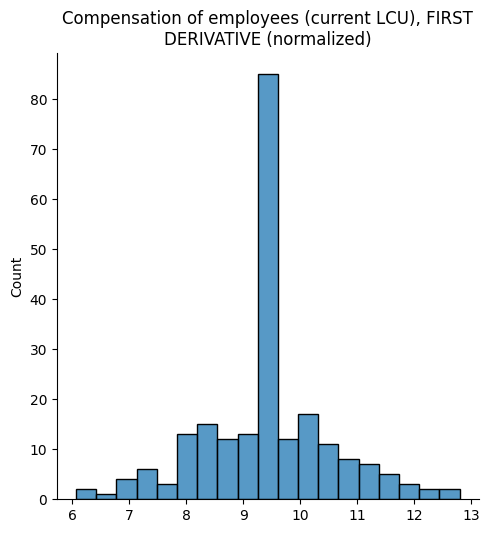 Compensation of employees (current LCU), FIRST
DERIVATIVE (normalized)
80
70
60
50
40
30
20
10
0
Count
6 7 8 9 10 11 12 13